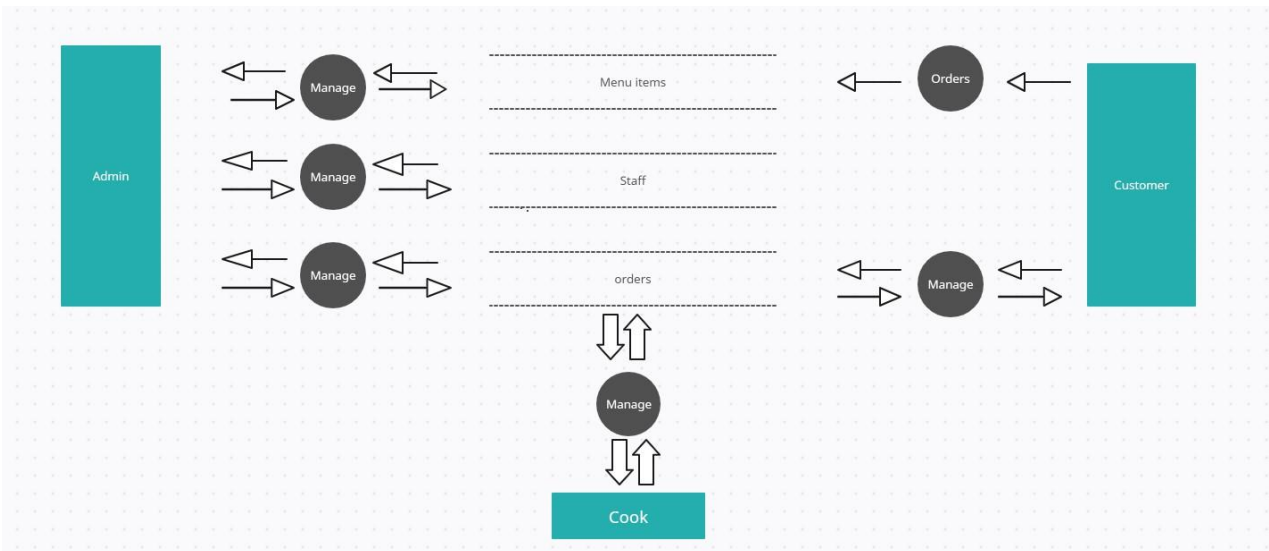 Manage
Menu items
Orders
Admin
Manage
Staff
Customer
Manage
orders
Manage
Manage
Cook